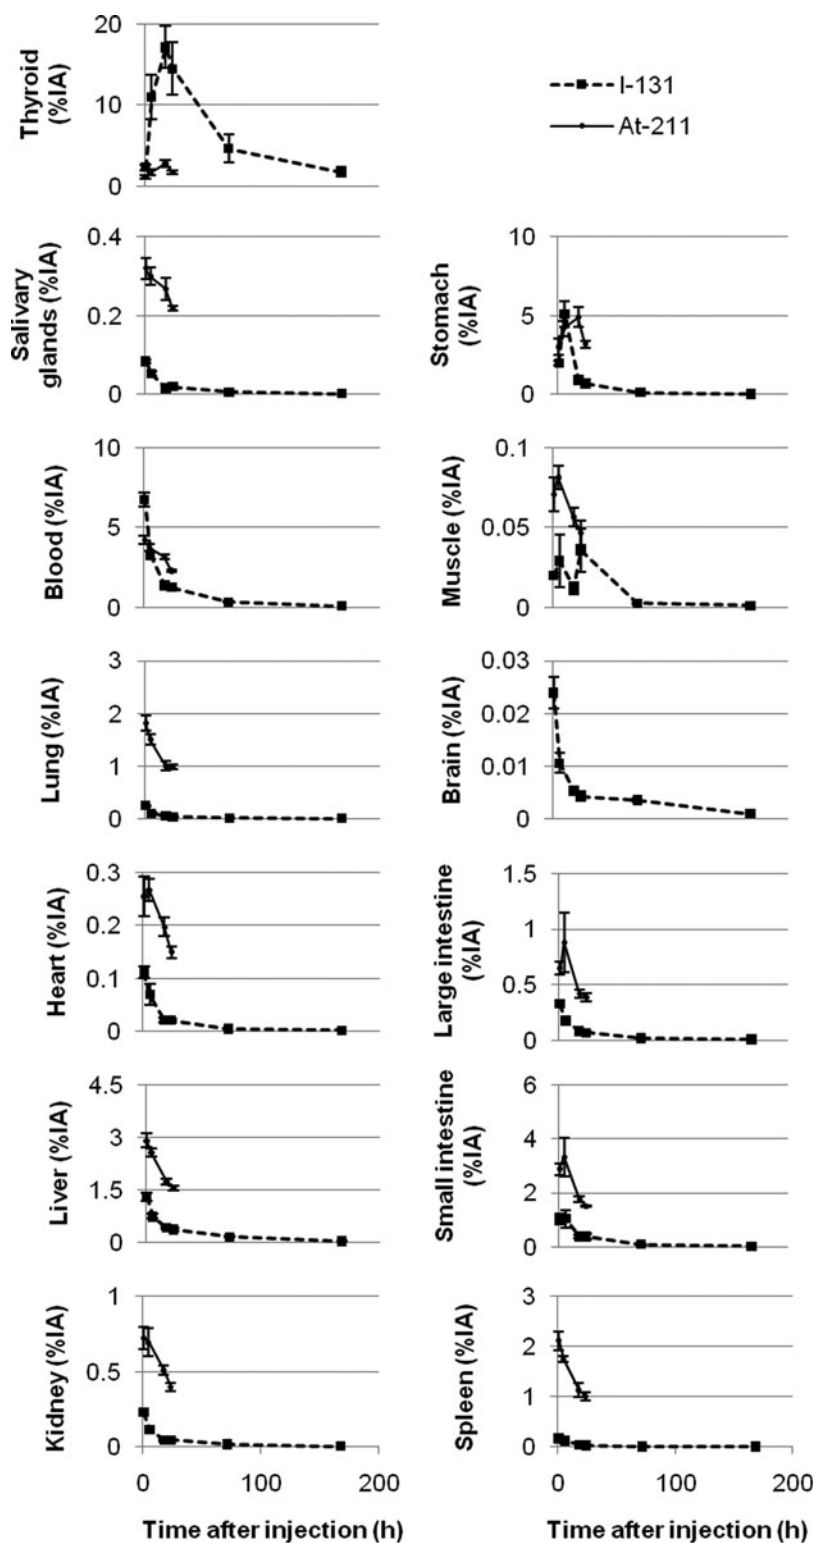 Thyroid
(%IA)
20
10
0
I-131
At-211
Salivary
glands (%IA)
0.4
0.2
0
Stomach
(%IA)
10
5
0
Blood (%IA)
10
5
0
Muscle (%IA)
0.1
0.05
0
Lung (%IA)
3
2
1
0
Brain (%IA)
0.03
0.02
0.01
0
Heart (%IA)
0.3
0.2
0.1
0
Large intestine
(%IA)
1.5
1
0.5
0
Liver (%IA)
4.5
3
1.5
0
Small intestine
(%IA)
6
4
2
0
Kidney (%IA)
1
0.5
0
Spleen (%IA)
3
2
1
0
0 100 200
0 100 200
Time after injection (h)
Time after injection (h)